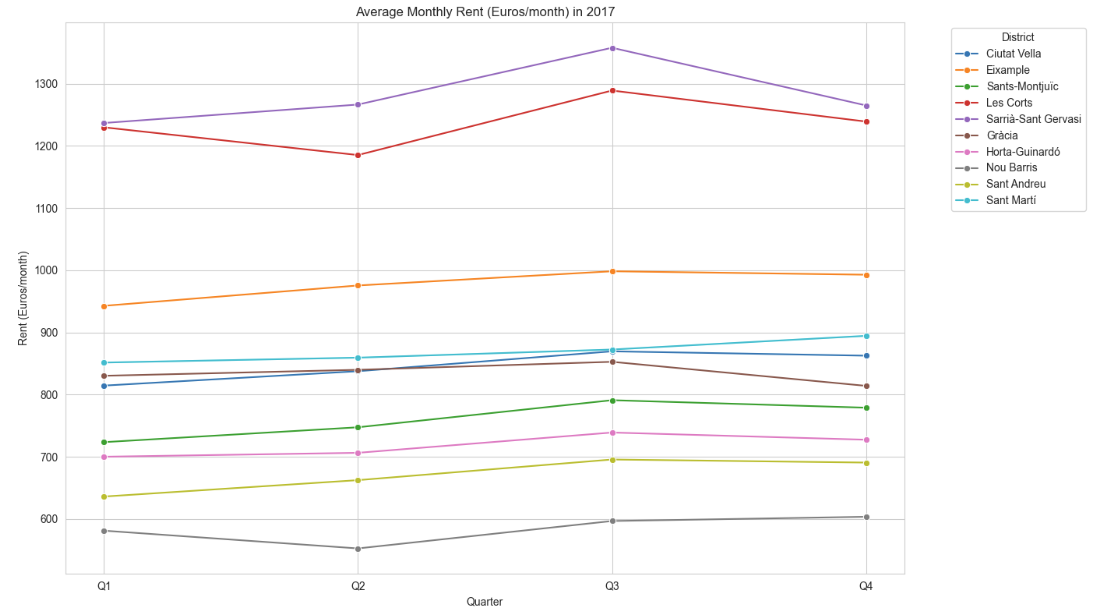 Average Monthly Rent (Euros/month) in 2017
Rent (Euros/month)
1300
1200
1100
1000
900
800
700
600
Q1
Q2
Q3
Q4
Quarter
District
Ciutat Vella
Eixample
Sants-Montjuïc
Les Corts
Sarrià-Sant Gervasi
Gràcia
Horta-Guinardó
Nou Barris
Sant Andreu
Sant Martí